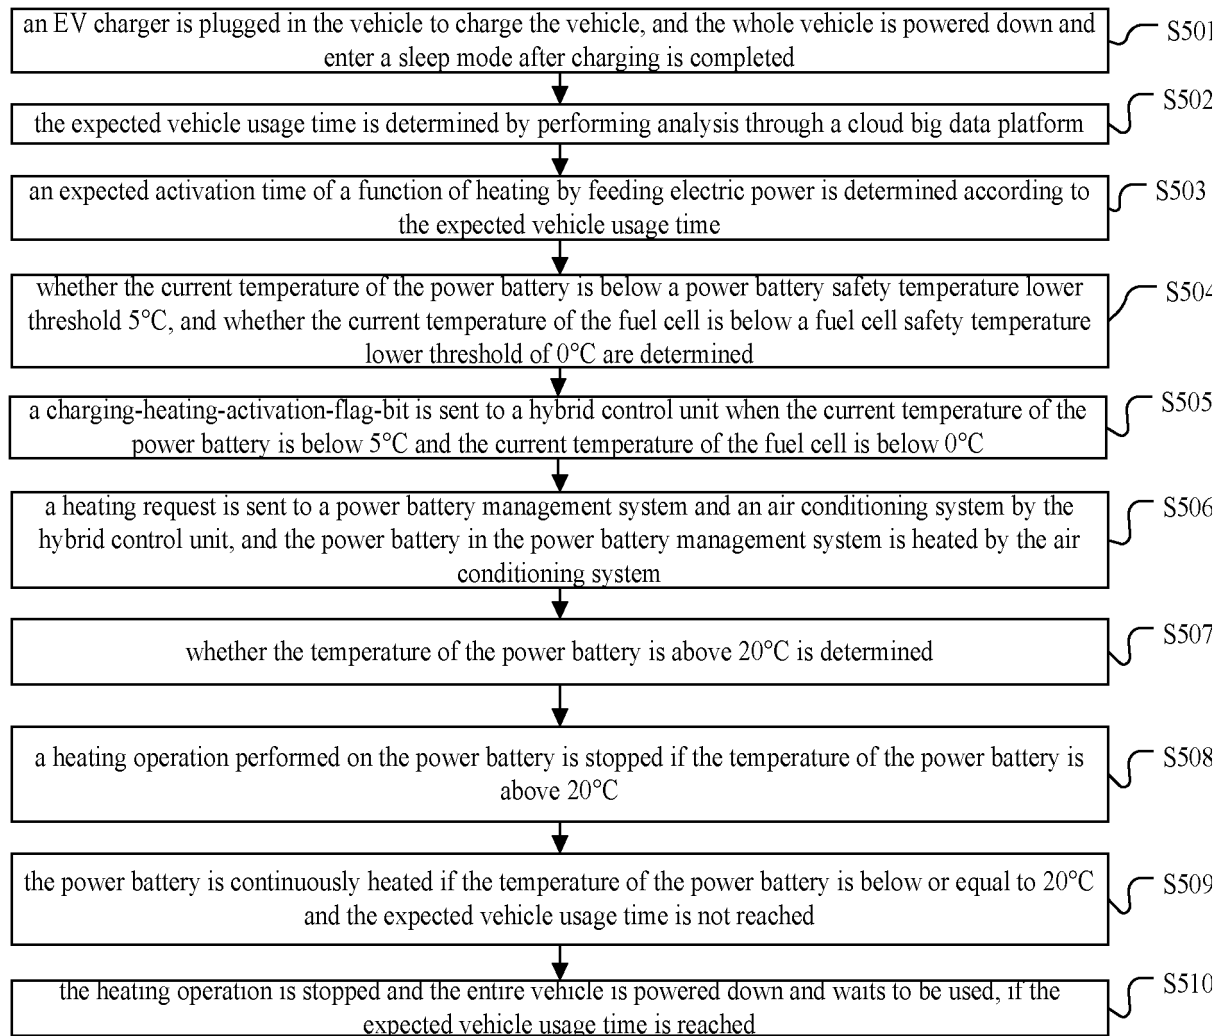 an EV charger is plugged in the vehicle to charge the vehicle, and the whole vehicle is powered down and
enter a sleep mode after charging is completed
S501
the expected vehicle usage time is determined by performing analysis through a cloud big data platform
S502
an expected activation time of a function of heating by feeding electric power is determined according to
the expected vehicle usage time
S503
whether the current temperature of the power battery is below a power battery safety temperature lower
threshold 5°C, and whether the current temperature of the fuel cell is below a fuel cell safety temperature
lower threshold of 0°C are determined
S504
a charging-heating-activation-flag-bit is sent to a hybrid control unit when the current temperature of the
power battery is below 5°C and the current temperature of the fuel cell is below 0°C
S505
a heating request is sent to a power battery management system and an air conditioning system by the
hybrid control unit, and the power battery in the power battery management system is heated by the air
conditioning system
S506
whether the temperature of the power battery is above 20°C is determined
S507
a heating operation performed on the power battery is stopped if the temperature of the power battery is
above 20°C
S508
the power battery is continuously heated if the temperature of the power battery is below or equal to 20°C
and the expected vehicle usage time is not reached
S509
the heating operation is stopped and the entire vehicle is powered down and waits to be used, if the
expected vehicle usage time is reached
S510